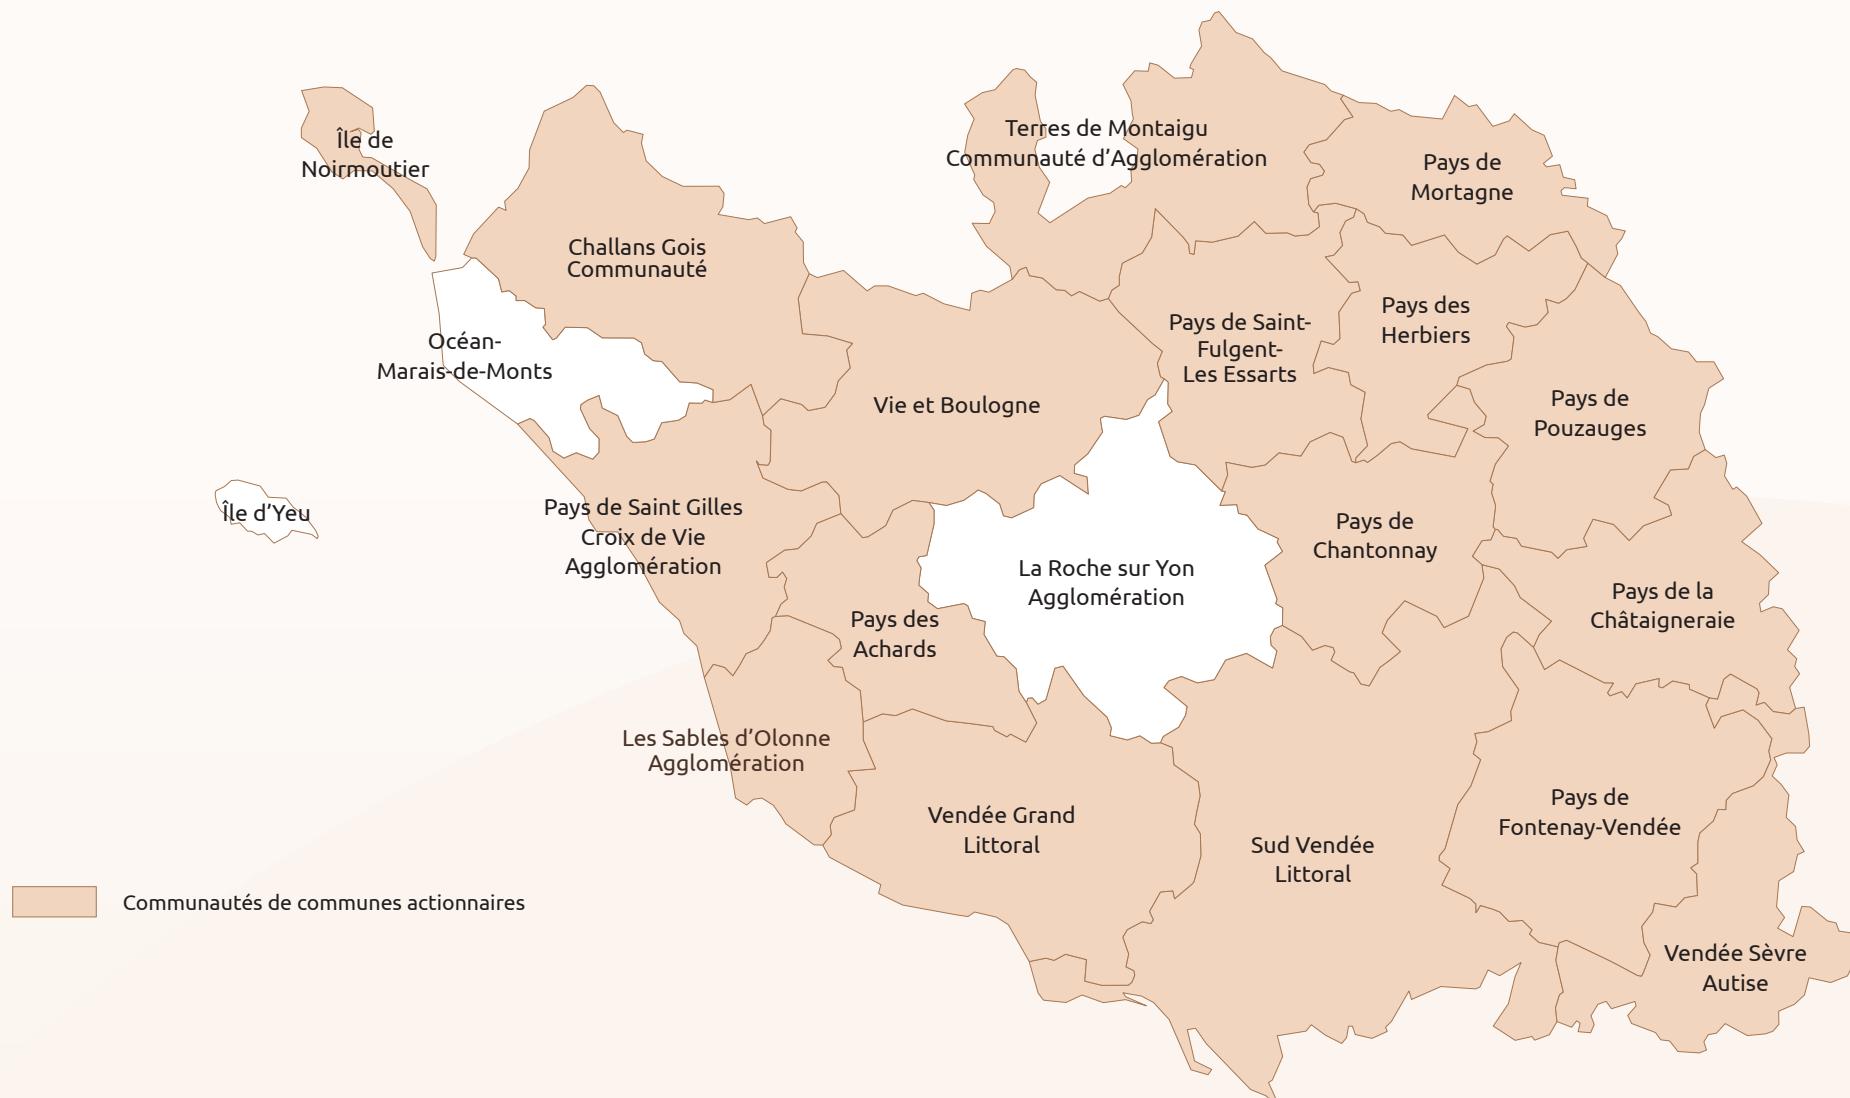 Île de
Noirmoutier
Terres de Montaigu
Communauté d’Agglomération
Pays de
Mortagne
Challans Gois
Communauté
Pays de Saint-
Fulgent-
Les Essarts
Pays des
Herbiers
Océan-
Marais-de-Monts
Vie et Boulogne
Pays de
Pouzauges
Île d’Yeu
Pays de Saint Gilles
Croix de Vie
Agglomération
La Roche sur Yon
Agglomération
Pays de
Chantonnay
Pays de la
Châtaigneraie
Pays des
Achards
Les Sables d’Olonne
Agglomération
Vendée Grand
Littoral
Sud Vendée
Littoral
Pays de
Fontenay-Vendée
Vendée Sèvre
Autise
Communautés de communes actionnaires